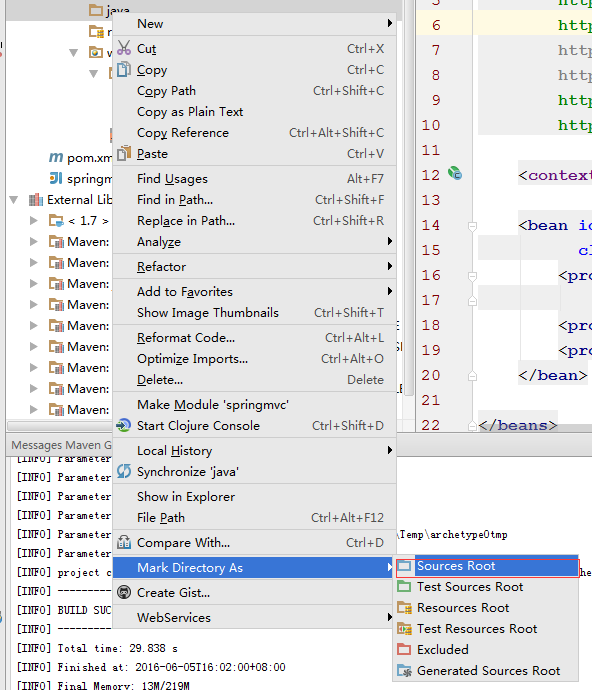 java
New
Cut Ctrl+X
Copy Ctrl+C
Copy Path Ctrl+Shift+C
Copy as Plain Text
Copy Reference Ctrl+Alt+Shift+C
Paste Ctrl+V
Find Usages Alt+F7
Find in Path... Ctrl+Shift+F
Replace in Path... Ctrl+Shift+R
Analyze
Refactor
Add to Favorites
Show Image Thumbnails Ctrl+Shift+T
Reformat Code... Ctrl+Alt+L
Optimize Imports... Ctrl+Alt+O
Delete... Delete
Make Module 'springmvc'
Start Clojure Console Ctrl+Shift+D
Local History
Synchronize 'java'
Show in Explorer
File Path Ctrl+Alt+F12
Compare With... Ctrl+D
Mark Directory As
Create Gist...
WebServices
Sources Root
Test Sources Root
Resources Root
Test Resources Root
Excluded
Generated Sources Root
pom.xm
springm
External Lib
< 1.7 >
Maven:
Maven:
Maven:
Maven:
Maven:
Maven:
Maven:
Maven:
Maven:
5 http
6 http
7 http
8 http
9 http
10 http
11
12 <context
13
14 <bean id
15 cl
16 <pro
17
18 <pro
19 <pro
20 </bean>
21
22 </beans>
Messages Maven G
[INFO] Parameter
[INFO] Parameter
[INFO] Parameter
[INFO] Parameter
[INFO] Paramet \Temp\archetype0tmp
[INFO] Paramet
[INFO] project c
[INFO] ----------
[INFO] BUILD SUC
[INFO] ----------
[INFO] Total time: 29.838 s
[INFO] Finished at: 2016-06-05T16:02:00+08:00
[INFO] Final Memory: 13M/219M